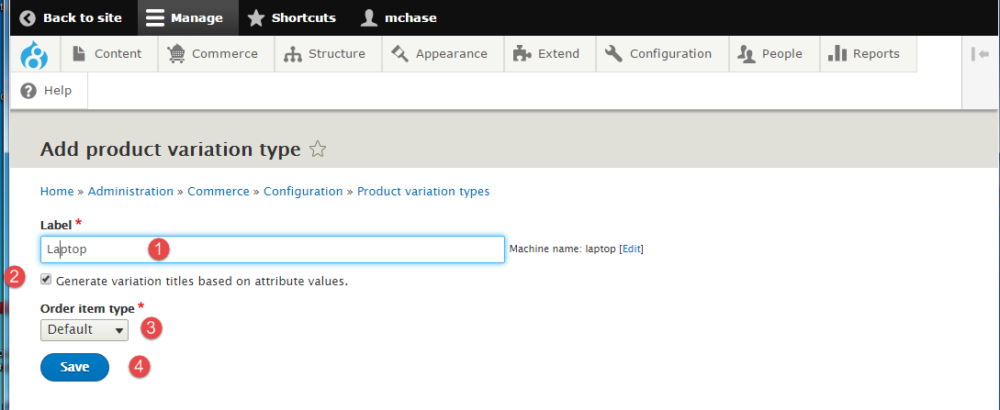 Back to site Manage Shortcuts mchase
Content Commerce Structure Appearance Extend Configuration People Reports
Help
Add product variation type
Home » Administration » Commerce » Configuration » Product variation types
Label *
Laptop 1 Machine name: laptop [Edit]
2 Generate variation titles based on attribute values.
Order item type *
Default 3
Save 4